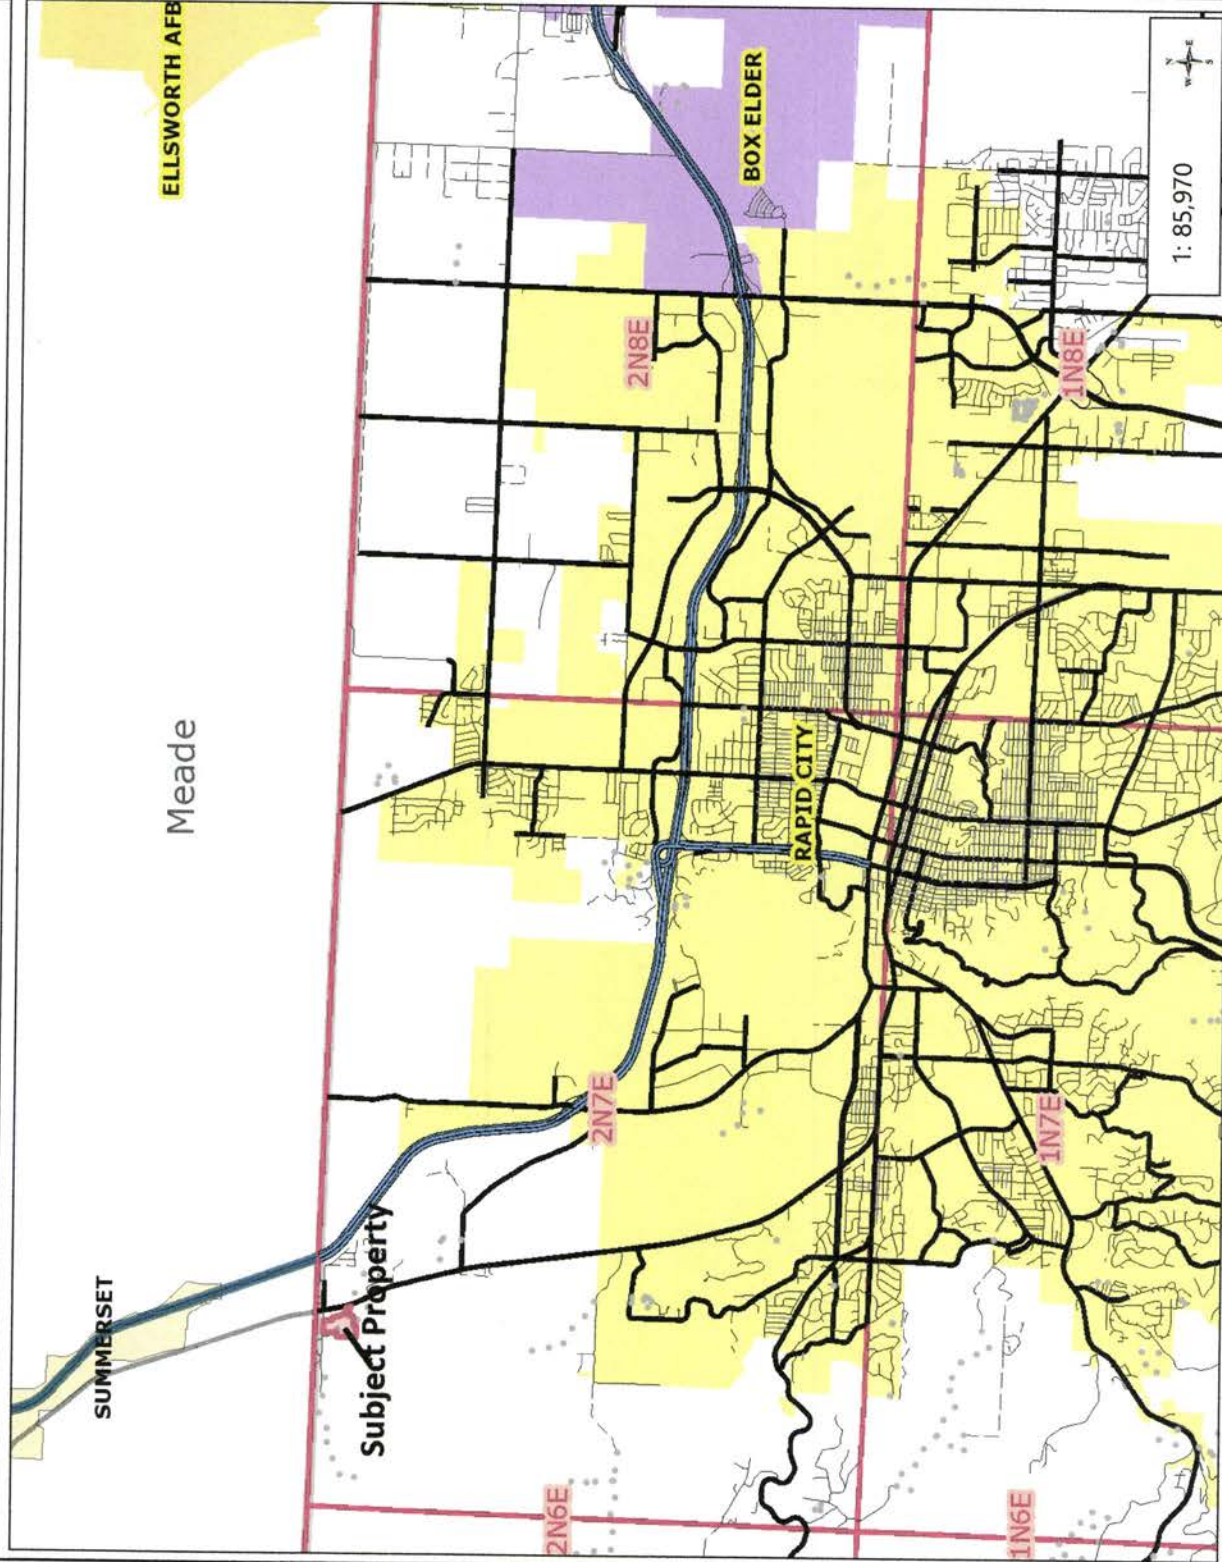 Meade
ELLSWORTH AFB
SUMMERSET
Subject Property
BOX ELDER
2N6E
2N7E
2N8E
RAPID CITY
1N6E
1N7E
1N8E
N
W
E
S
1: 85,970